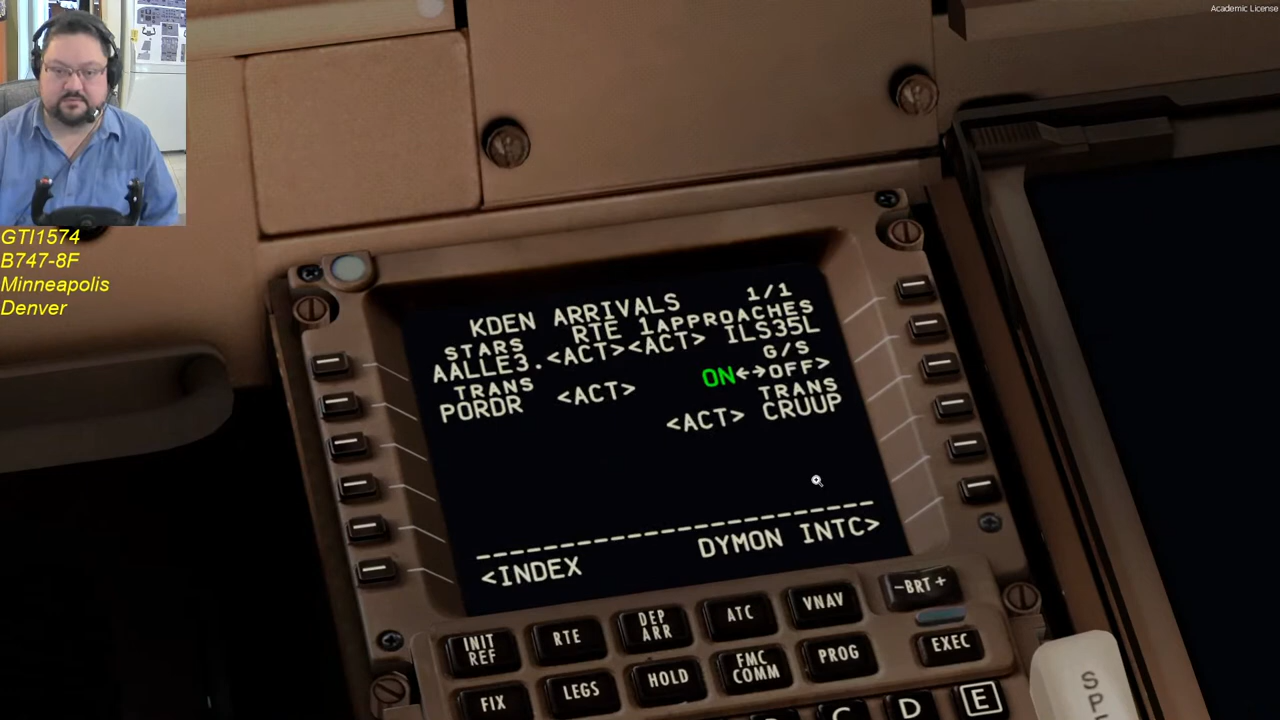 Academic License
GTI1574
B747-8F
Minneapolis
Denver
KDEN ARRIVALS 1/1
STARS RTE 1 APPROACHES
AALLE3.<ACT><ACT> ILS35L
TRANS G/S
PORDR <ACT> ON←→OFF>
TRANS
<ACT> CRUUP
--------------------
<INDEX DYMON INTC>
INIT REF
RTE
DEP ARR
ATC
VNAV
-BRT+
FIX
LEGS
HOLD
FMC COMM
PROG
EXEC
C D E
SP